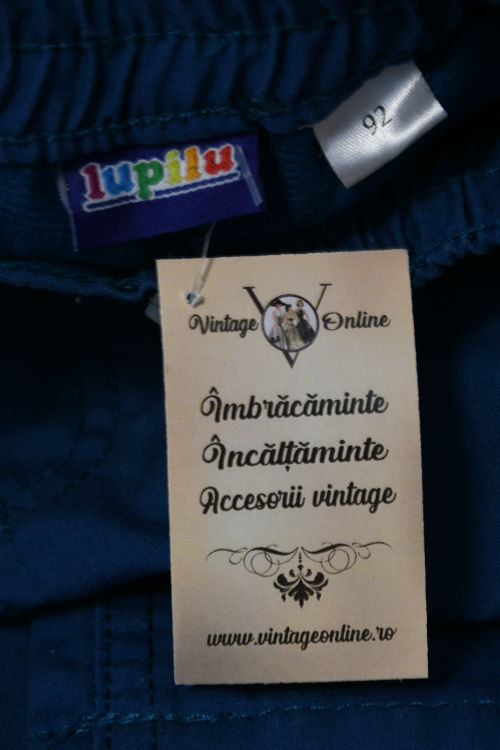 lupilu
92
Vintage Online
Îmbrăcăminte
Încălțăminte
Accesorii vintage
www.vintageonline.ro